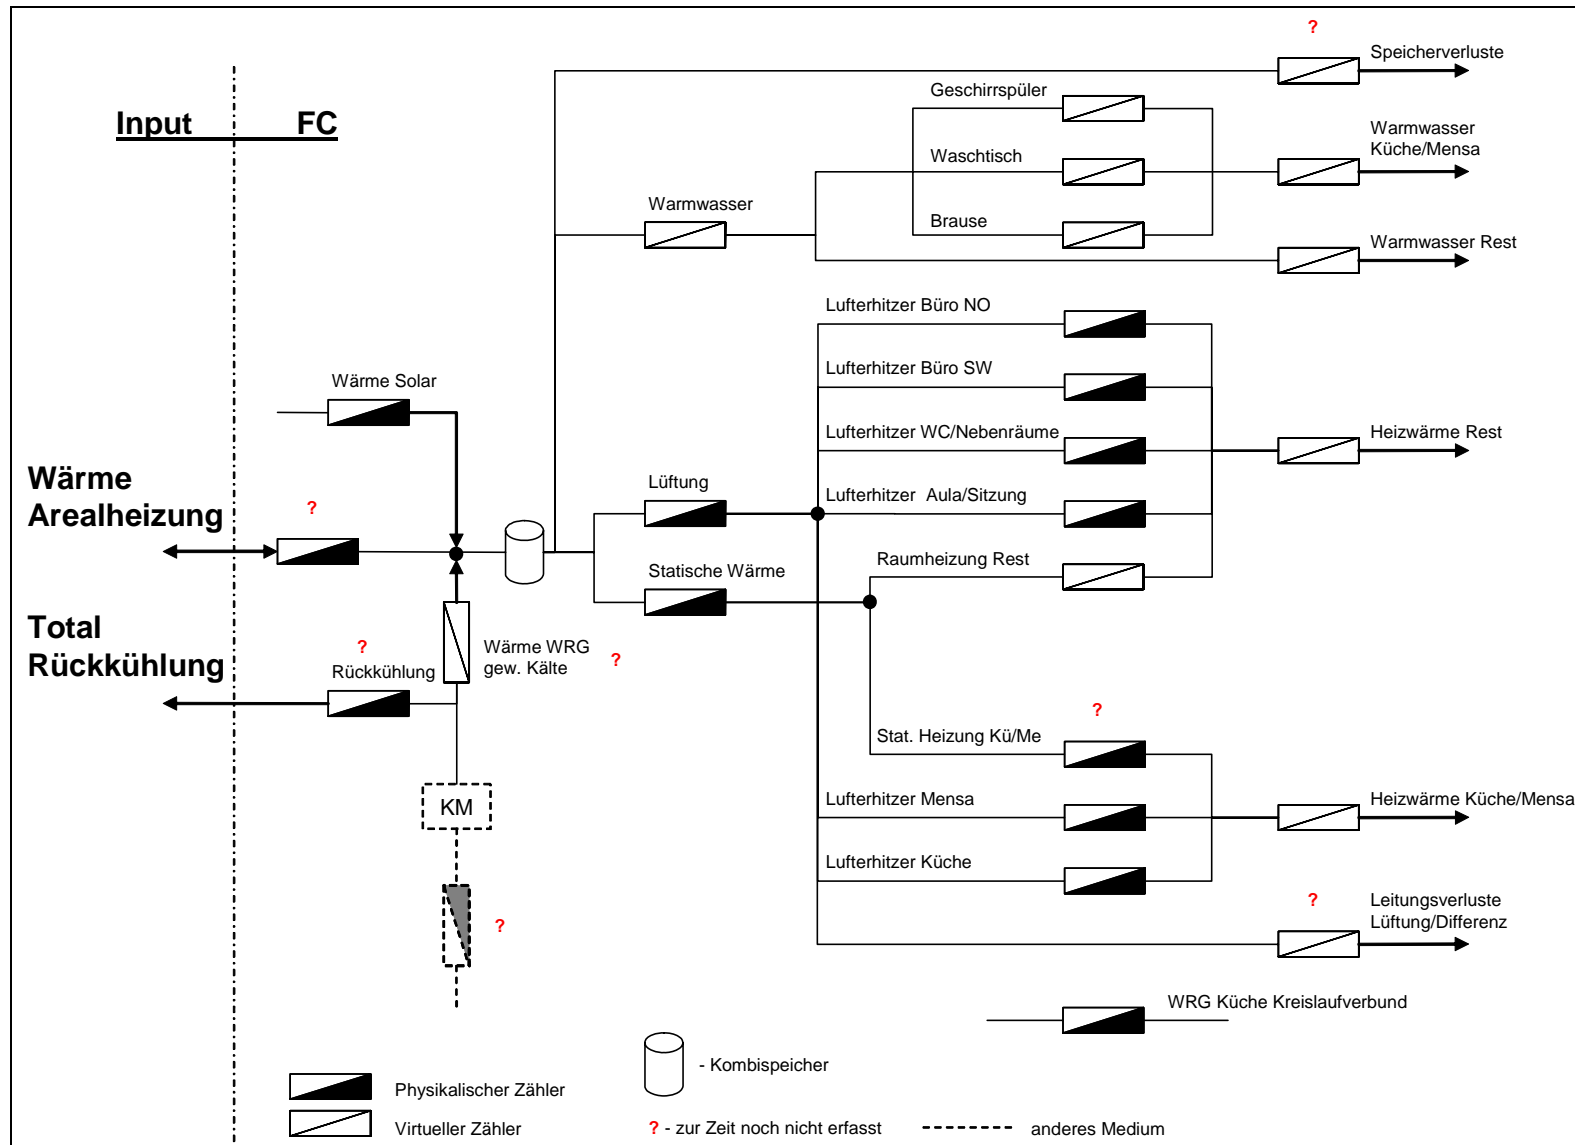 ?
Speicherverluste
Geschirrspüler
Input FC
Warmwasser
Küche/Mensa
Waschtisch
Warmwasser
Brause
Warmwasser Rest
Lufterhitzer Büro NO
Lufterhitzer Büro SW
Wärme Solar
Lufterhitzer WC/Nebenräume
Heizwärme Rest
Wärme
Arealheizung
?
Lüftung
Lufterhitzer Aula/Sitzung
Raumheizung Rest
Statische Wärme
Total
Rückkühlung
?
Rückkühlung
Wärme WRG
gew. Kälte
?
?
Stat. Heizung Kü/Me
KM
Lufterhitzer Mensa
Heizwärme Küche/Mensa
Lufterhitzer Küche
?
?
Leitungsverluste
Lüftung/Differenz
WRG Küche Kreislaufverbund
- Kombispeicher
Physikalischer Zähler
Virtueller Zähler
? - zur Zeit noch nicht erfasst
anderes Medium